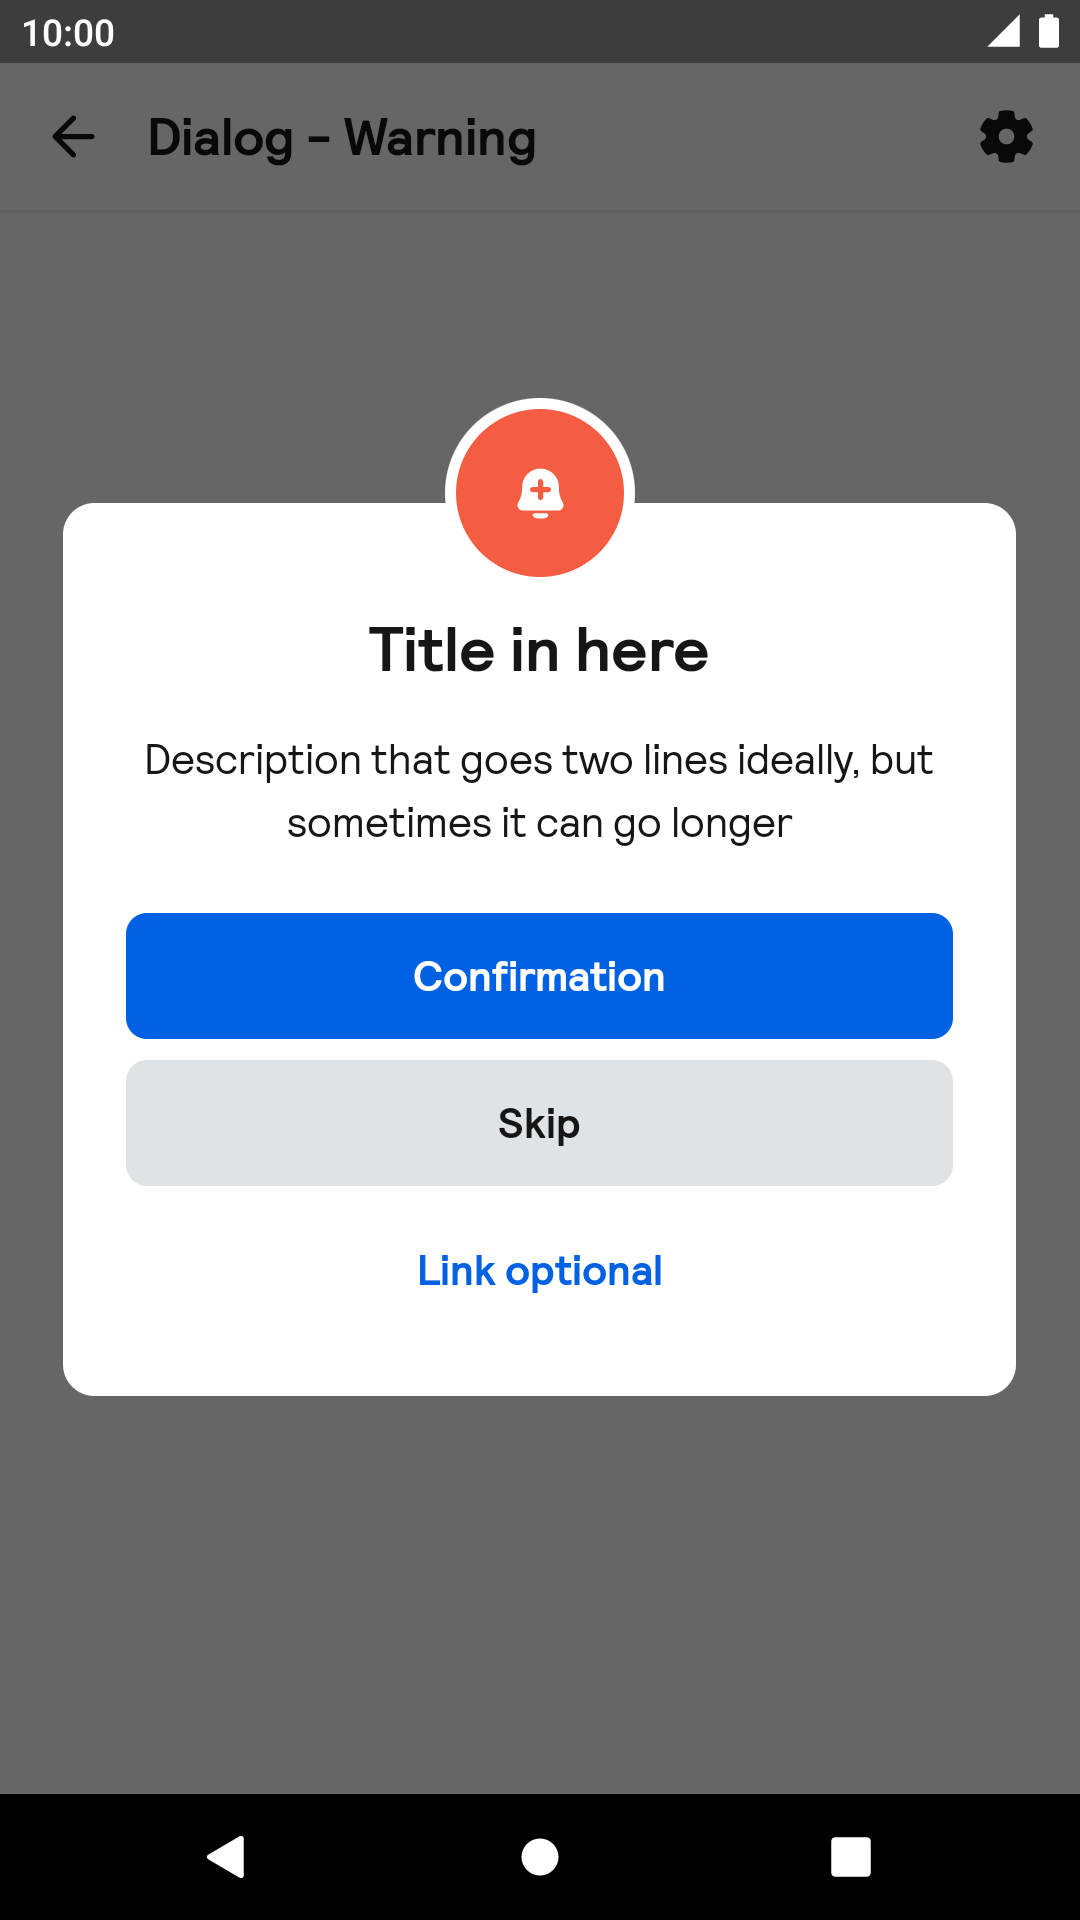 10:00
Dialog - Warning
Title in here
Description that goes two lines ideally, but
sometimes it can go longer
Confirmation
Skip
Link optional